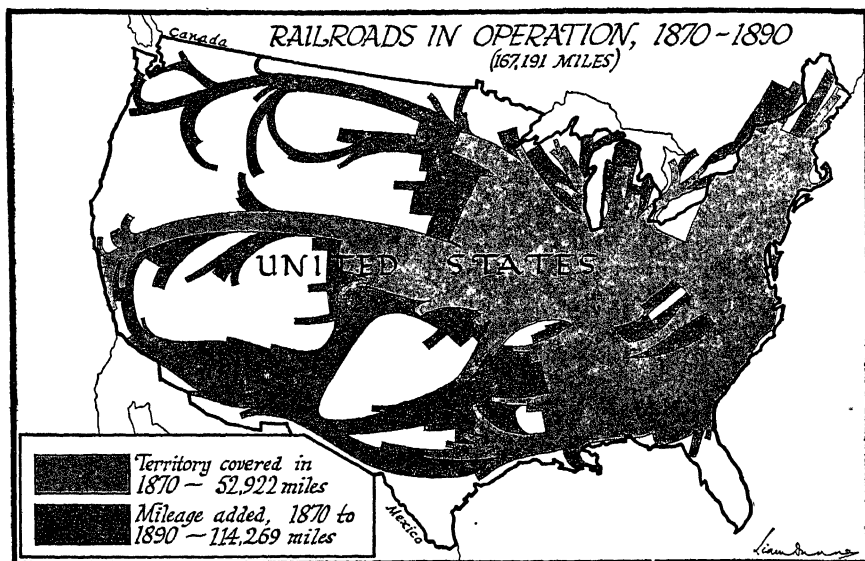 RAILROADS IN OPERATION, 1870~1890
(167,191 MILES)
Canada
UNITED STATES
Mexico
Territory covered in
1870 ~ 52,922 miles
Mileage added, 1870 to
1890 ~ 114,269 miles